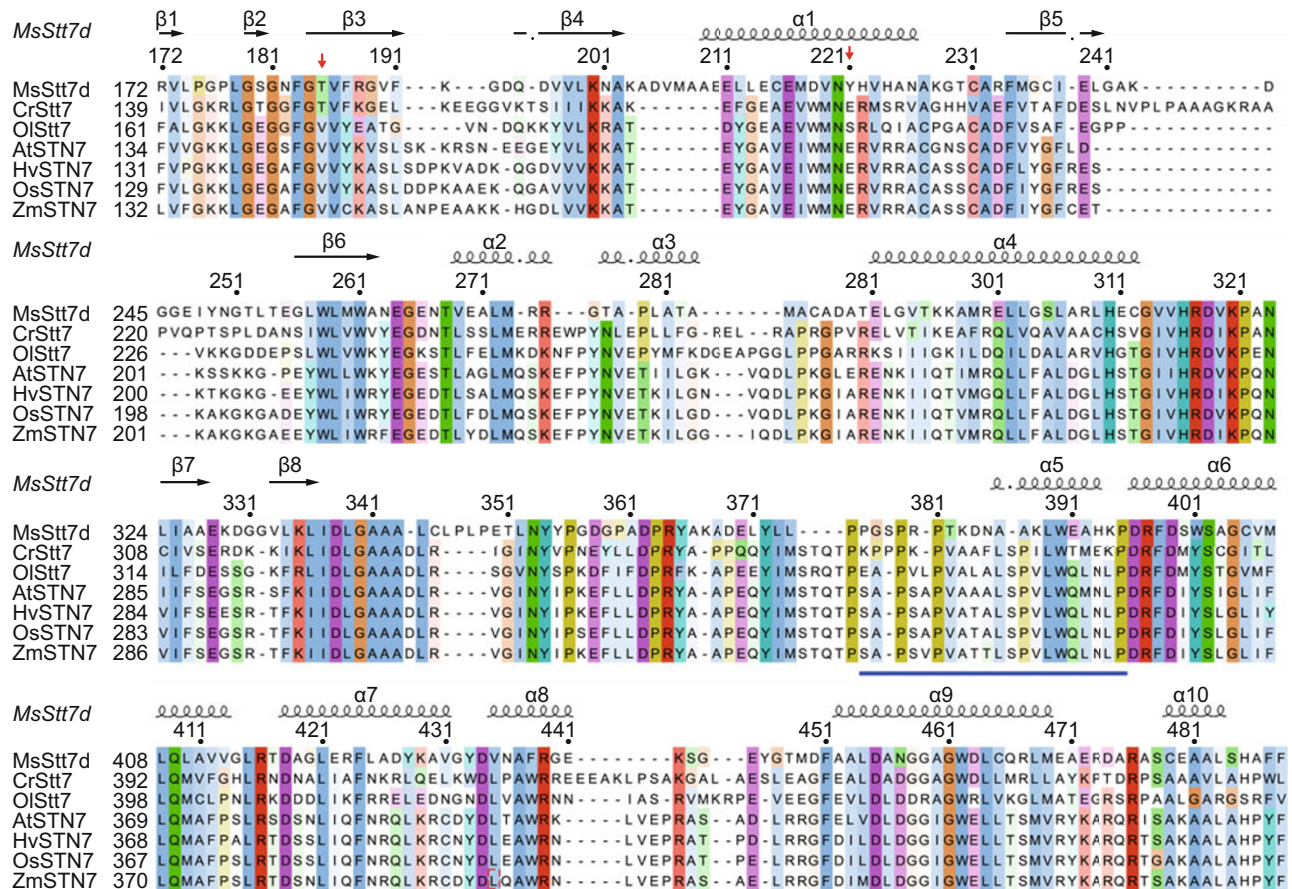 β1 β2 β3 β4 α1 β5
MsStt7d
172 181 191 201 211 221 231 241
MsStt7d 172 RVLPGPLGSGNFGTVFRGVF---K---GDQ-DVVLKNAKADVMAAEELLECEMDVNYHVHANAKGTCARFMGCI-ELGAK-----------D
CrStt7 139 IVLGKRLGTGGFGTVFKGEL---KEEGGVKTSIIIKKAK-------EFGEAEVWMNERMSRVAGHHVAEFVTAFDESLNVPLPAAAGKRAA
OlStt7 161 FALGKKLGEGGFGVVYEATG-----VN-DQKKYVLKRAT-------DYGEAEVWMNSRLQIACPGACADFVSAF-EGPP------------
AtSTN7 134 FVVGKKLGEGSFGVVYKVSLSK-KRSN-EEGEYVLKKAT-------EYGAVEIWMNERVRRACGNSCADFVYGFLD---------------
HvSTN7 131 FVLGKKLGEGAFGVVYKASLSDPKVADK-QGDVVVKKAT-------EYGAVEIWMNERVRRACASSCADFIYGFRES--------------
OsSTN7 129 FVLGKKLGEGAFGVVYKASLDDPKAAEK-QGAVVVKKAT-------EYGAVEIWMNERVRRACASSCADFIYGFRES--------------
ZmSTN7 132 LVFGKKLGEGAFGVVCKASLANPEAAKK-HGDLVVKKAT-------EYGAVEIWMNERVRRACASSCADFIYGFCET--------------
β6 α2 α3 α4
MsStt7d
251 261 271 281 281 301 311 321
MsStt7d 245 GGEIYNGTLTEGLWLMWANEGENTVEALM-RR---GTA-PLATA-------MACADATELGVTKKAMRELLGSLARLHECGVVHRDVKPAN
CrStt7 220 PVQPTSPLDANSIWLVWVYEGDNTLSSLMERREWPYNLEPLLFG-REL--RAPPGPVRELVTIKEAFRQLVQAVAACHSVGIVHRDIKPAN
OlStt7 226 ---VKKGDDEPSLWLVWKYEGKSTLFELMKDKNFPYNVEPYMFKDGEAPGGLPPGARRKSIIIGKILDQILDALARVHGTGIVHRDVKPEN
AtSTN7 201 ---KSSKKG-PEYWLLWKYEGESTLAGLMQSKEFPYNVETIILGK---VQDLPKGLERENKIIQTIMRQLLFALDGLHSTGIIHRDVKPQN
HvSTN7 200 ---KTKGKG-EEYWLIWRYEGEDTLSALMQSKEFPYNVETKILGD---VQDLPKGIARENKIIQTVMRQLLFALDGLHSTGIVHRDIKPQN
OsSTN7 198 ---KAKGKGADEYWLIWRYEGEDTLFDLMQSKEFPYNVETKILGD---VQDLPKGIARENKIIQTVMRQLLFALDGLHSTGIVHRDVKPQN
ZmSTN7 201 ---KAKGKGAEEYWLIWRFEGEDTLYDLMQSKEFPYNVETKILGG---IQDLPKGIARENKIIQTVMRQLLFALDGLHSTGIVHRDIKPQN
β7 β8 α5 α6
MsStt7d
331 341 351 361 371 381 391 401
MsStt7d 324 LIAAEKDGGVLKLIDLGAAA-LCLPLPETLNYYPGDGPADPRYAKADELYLL----PPGSPR-PTKDNA-AKLWEAHKPDRFDSWSAGCVM
CrStt7 308 CIVSERDK-KIKLIDLGAAADLR----IGINYVPNEYLLDPRYA-PPQQYIMSTQTPKPPPK-PVAAFLSPILWTMEKPDRFDMYSCGITL
OlStt7 314 ILFDESSG-KFRLIDLGAAADLR----SGINYSPKDFIFDPRFK-APEEYIMSRQTPEA-PVLPVALALSPVLWQLNLPDRFDMYSTGVMF
AtSTN7 285 IIFSEGSR-SFKIIDLGAAADLR----VGINYIPKEFLLDPRYA-APEQYIMSTQTPSA-PSAPVAAALSPVLWQMNLPDRFDIYSIGLIF
HvSTN7 284 VIFSEESR-TFKIIDLGAAADLR----VGINYIPKEFLLDPRYA-APEQYIMSTQTPSA-PSAPVATALSPVLWQLNLPDRFDIYSLGLIY
OsSTN7 283 VIFSEGSR-TFKIIDLGAAADLR----VGINYIPSEFLLDPRYA-APEQYIMSTQTPSA-PSAPVATALSPVLWQLNLPDRFDIYSLGLIF
ZmSTN7 286 VIFSEGSR-TFKIIDLGAAADLR----VGINYIPKEFLLDPRYA-APEQYIMSTQTPSA-PSVPVATTLSPVLWQLNLPDRFDIYSLGLIF
α7 α8 α9 α10
MsStt7d
411 421 431 441 451 461 471 481
MsStt7d 408 LQLAVVGLRTDAGLERFLADYKAVGYDVNAFRGE--------KSG---EYGTMDFAALDANGGAGWDLCQRLMEAERDARASCEAALSHAFF
CrStt7 392 LQMVFGHLRNDNALIAFNKRLQELKWDLPAWRREEEAKLPSAKGAL-AESLEAGFEALDADGGAGWDLLMRLLAYKFTDRPSAAAVLAHPWL
OlStt7 398 LQMCLPNLRKDDDLIKFRRELEDNGNDLVAWRNN----IAS-RVMKRPE-VEEGFEVLDLDDRAGWRLVKGLMATEGRSRPAALGARGSRFV
AtSTN7 369 LQMAFPSLRSDSNLIQFNRQLKRCDYDLTAWRK-----LVEPRAS--AD-LRRGFELVDLDGGIGWELLTSMVRYKARQRISAKAALAHPYF
HvSTN7 368 LQMAFPSLRTDSSLIQFNRQLKRCNYDLEAWRN-----LVEPRAT--PD-LRRGFDILDLDGGIGWELLTSMVRYKARQRTSAKAALAHPYF
OsSTN7 367 LQMAFPSLRTDSSLIQFNRQLKRCNYDLEAWRN-----LVEPRAT--PE-LRRGFDILDLDGGIGWELLTSMVRYKARQRTGAKAALAHPYF
ZmSTN7 370 LQMAFPSLRTDSNLIQFNRQLKRCDYDLQAWRN-----LVEPRAS--AE-LRRGFDMLDLDGGIGWELLTSMVRYKARQRTSAKAALAHPYF